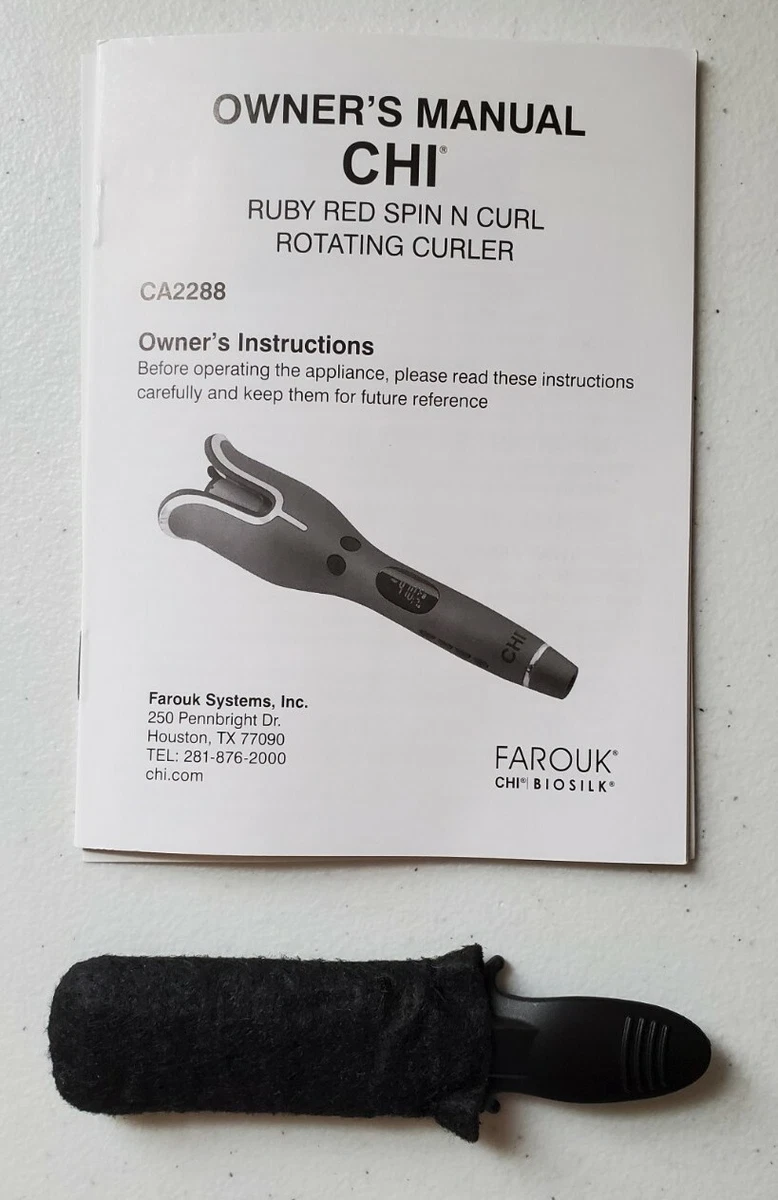 OWNER'S MANUAL
CHI®
RUBY RED SPIN N CURL
ROTATING CURLER
CA2288
Owner's Instructions
Before operating the appliance, please read these instructions
carefully and keep them for future reference
CHI
Farouk Systems, Inc.
250 Pennbright Dr.
Houston, TX 77090
TEL: 281-876-2000
chi.com
FAROUK®
CHI®| BIOSILK®